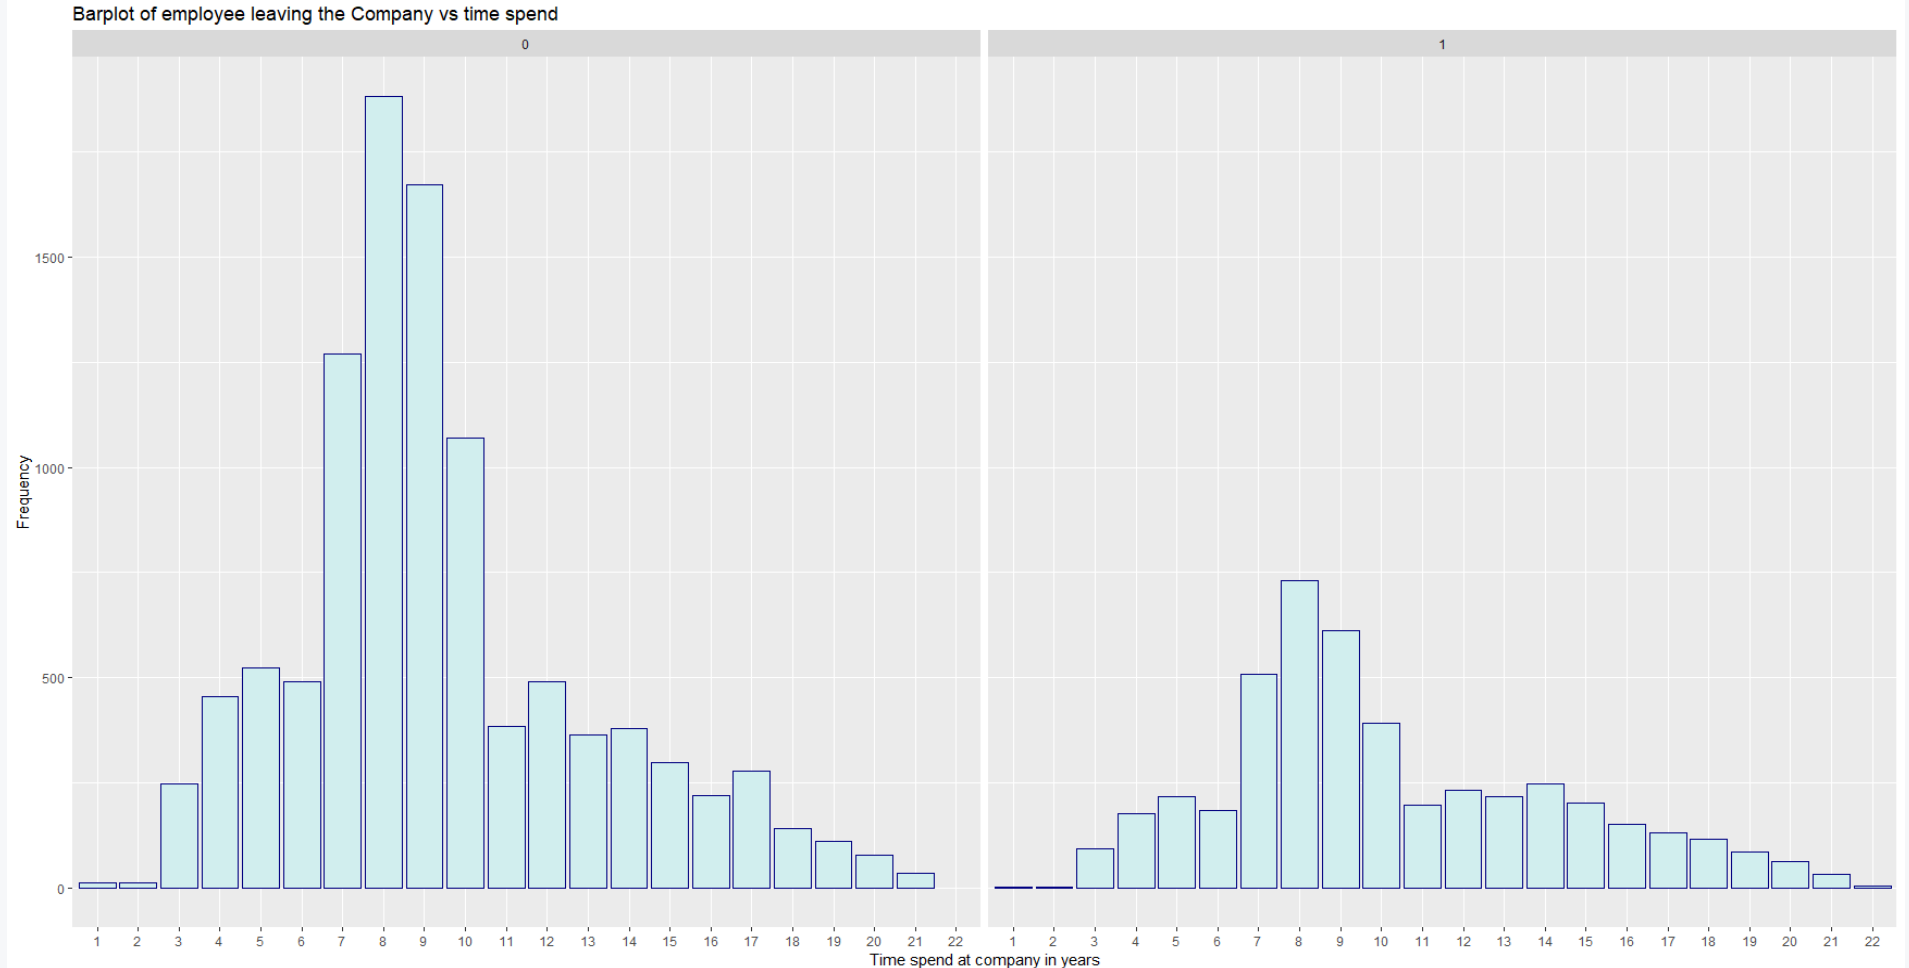 Barplot of employee leaving the Company vs time spend
0
1
1500
1000
500
0
Frequency
1 2 3 4 5 6 7 8 9 10 11 12 13 14 15 16 17 18 19 20 21 22
1 2 3 4 5 6 7 8 9 10 11 12 13 14 15 16 17 18 19 20 21 22
Time spend at company in years